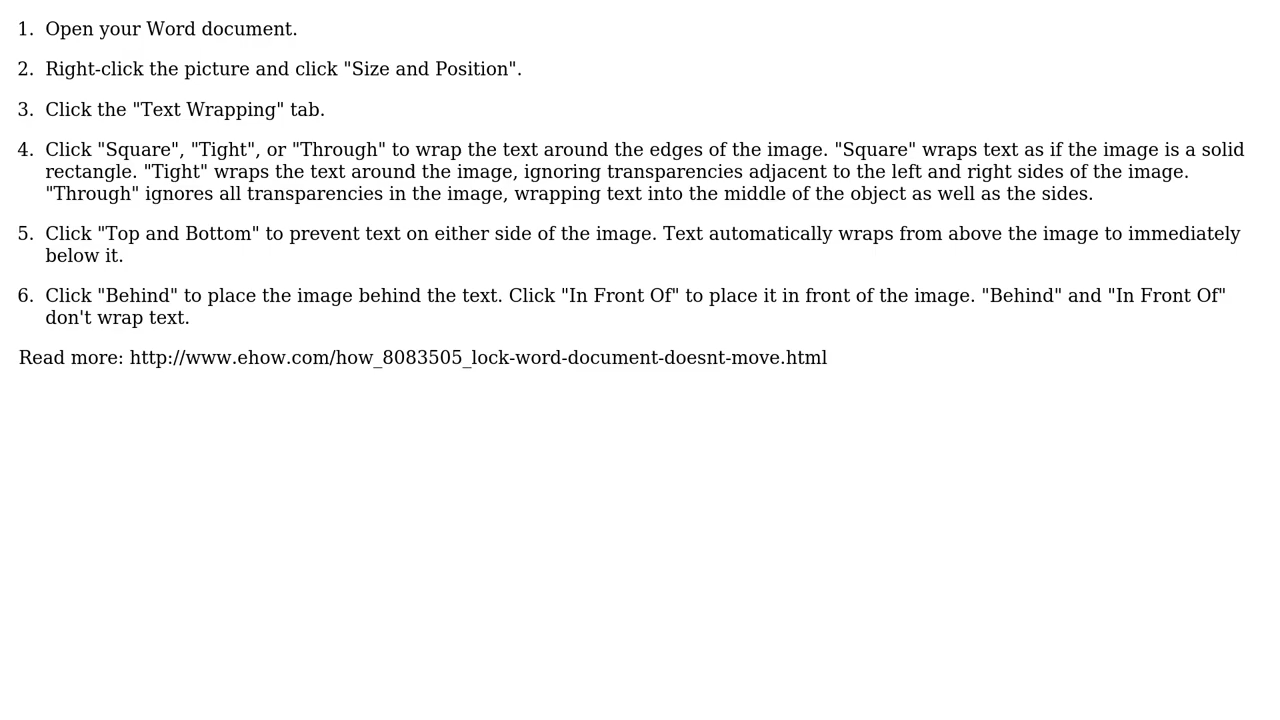 1. Open your Word document.
2. Right-click the picture and click "Size and Position".
3. Click the "Text Wrapping" tab.
4. Click "Square", "Tight", or "Through" to wrap the text around the edges of the image. "Square" wraps text as if the image is a solid
rectangle. "Tight" wraps the text around the image, ignoring transparencies adjacent to the left and right sides of the image.
"Through" ignores all transparencies in the image, wrapping text into the middle of the object as well as the sides.
5. Click "Top and Bottom" to prevent text on either side of the image. Text automatically wraps from above the image to immediately
below it.
6. Click "Behind" to place the image behind the text. Click "In Front Of" to place it in front of the image. "Behind" and "In Front Of"
don't wrap text.
Read more: http://www.ehow.com/how_8083505_lock-word-document-doesnt-move.html